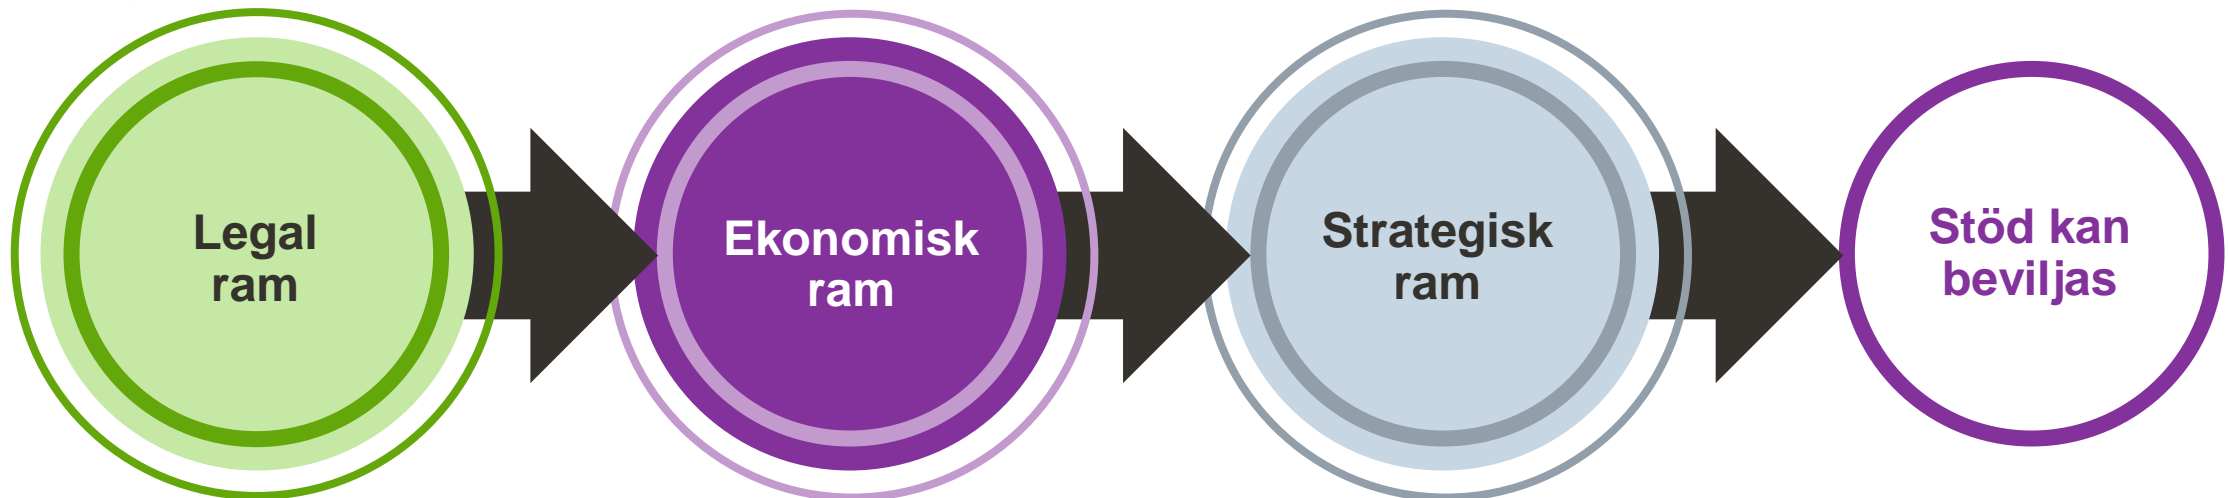 Legal
ram
Ekonomisk
ram
Strategisk
ram
Stöd kan
beviljas